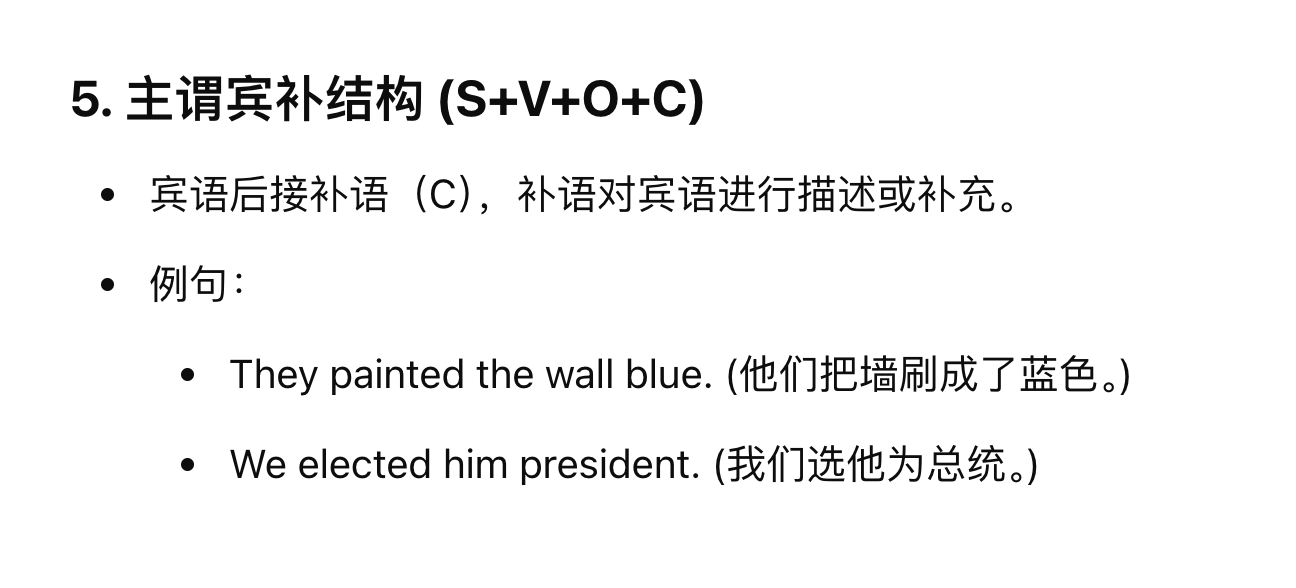 5. 主谓宾补结构 (S+V+O+C)
• 宾语后接补语（C），补语对宾语进行描述或补充。
• 例句：
• They painted the wall blue. (他们把墙刷成了蓝色。)
• We elected him president. (我们选他为总统。)